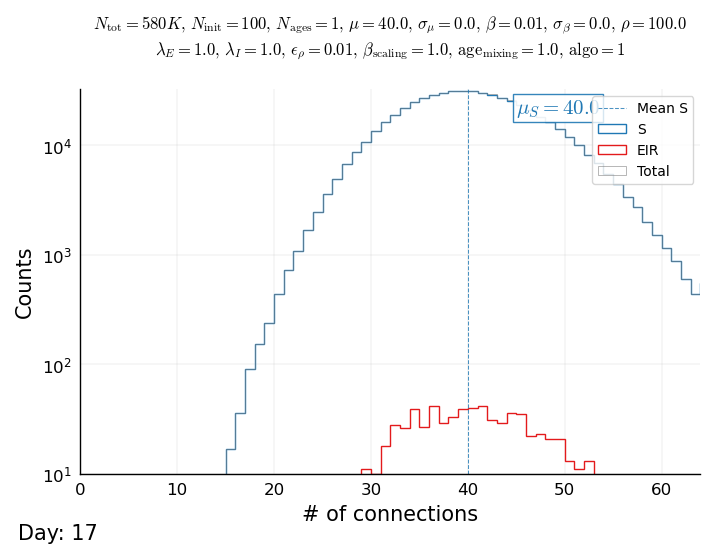 N_tot = 580K, N_init = 100, N_ages = 1, μ = 40.0, σ_μ = 0.0, β = 0.01, σ_β = 0.0, ρ = 100.0
λ_E = 1.0, λ_I = 1.0, ϵ_ρ = 0.01, β_scaling = 1.0, age_mixing = 1.0, algo = 1
μ_S = 40.0
Mean S
S
EIR
Total
Counts
10^4
10^3
10^2
10^1
0 10 20 30 40 50 60
# of connections
Day: 17